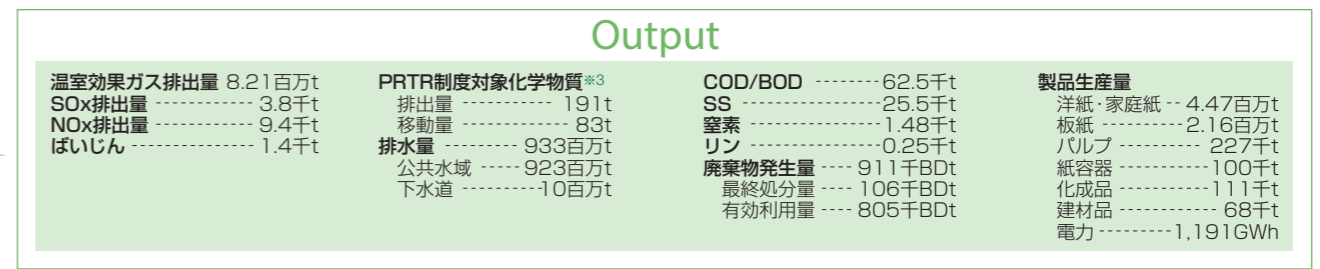 Output
温室効果ガス排出量 8.21百万t
SOx排出量 ------------ 3.8千t
NOx排出量 ------------ 9.4千t
ばいじん --------------- 1.4千t
PRTR制度対象化学物質※3
排出量 ----------- 191t
移動量 ------------- 83t
排水量 --------- 933百万t
公共水域 ----- 923百万t
下水道 ----------10百万t
COD/BOD --------62.5千t
SS -----------------25.5千t
窒素 ----------------1.48千t
リン ----------------0.25千t
廃棄物発生量 ---- 911千BDt
最終処分量 ---- 106千BDt
有効利用量 ---- 805千BDt
製品生産量
洋紙・家庭紙 -- 4.47百万t
板紙 ----------2.16百万t
パルプ ---------- 227千t
紙容器 ------------100千t
化成品 ------------111千t
建材品 ------------ 68千t
電力 ---------1,191GWh